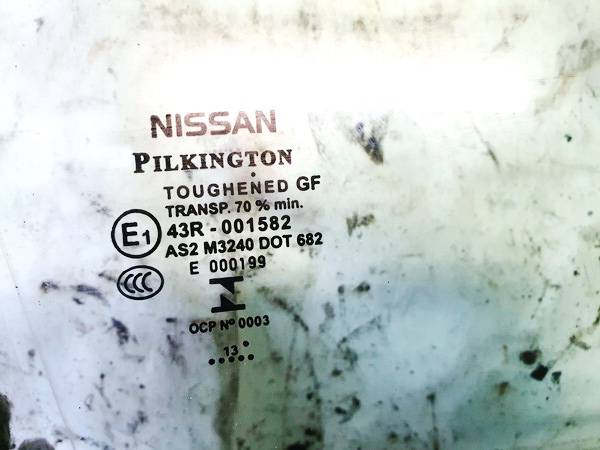 NISSAN
PILKINGTON
TOUGHENED GF
TRANSP. 70 % min.
E1 43R - 001582
AS2 M3240 DOT 682
E 000199
CCC
OCP Nº 0003
13